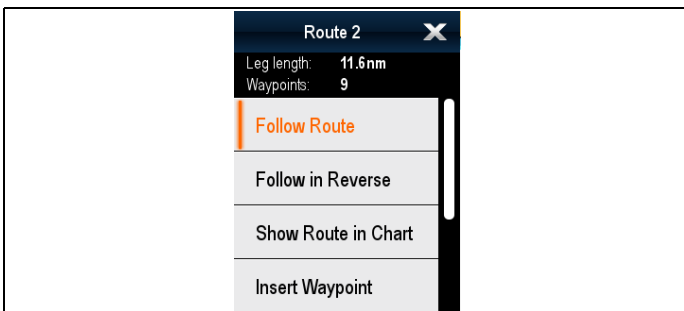 Route 2
Leg length: 11.6nm
Waypoints: 9
Follow Route
Follow in Reverse
Show Route in Chart
Insert Waypoint